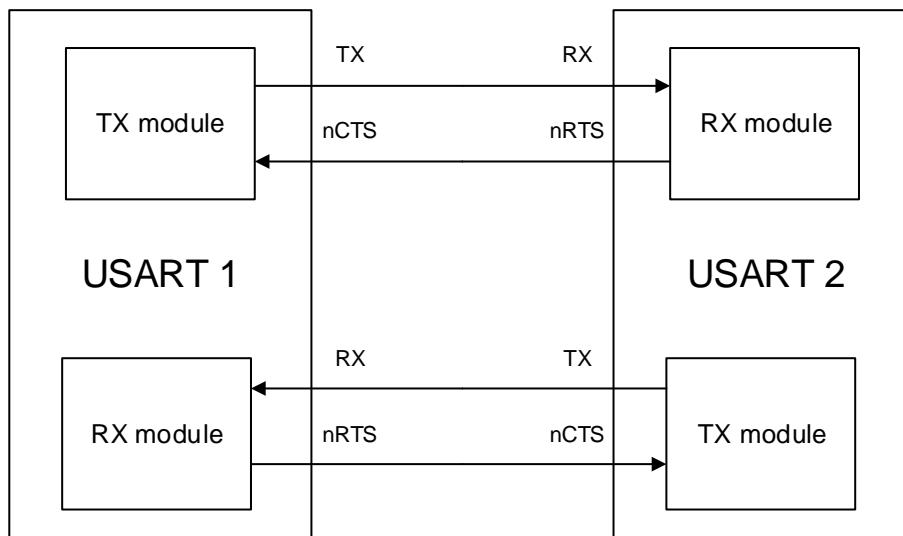 TX RX
TX module
nCTS nRTS
RX module
USART 1 USART 2
RX TX
RX module
nRTS nCTS
TX module